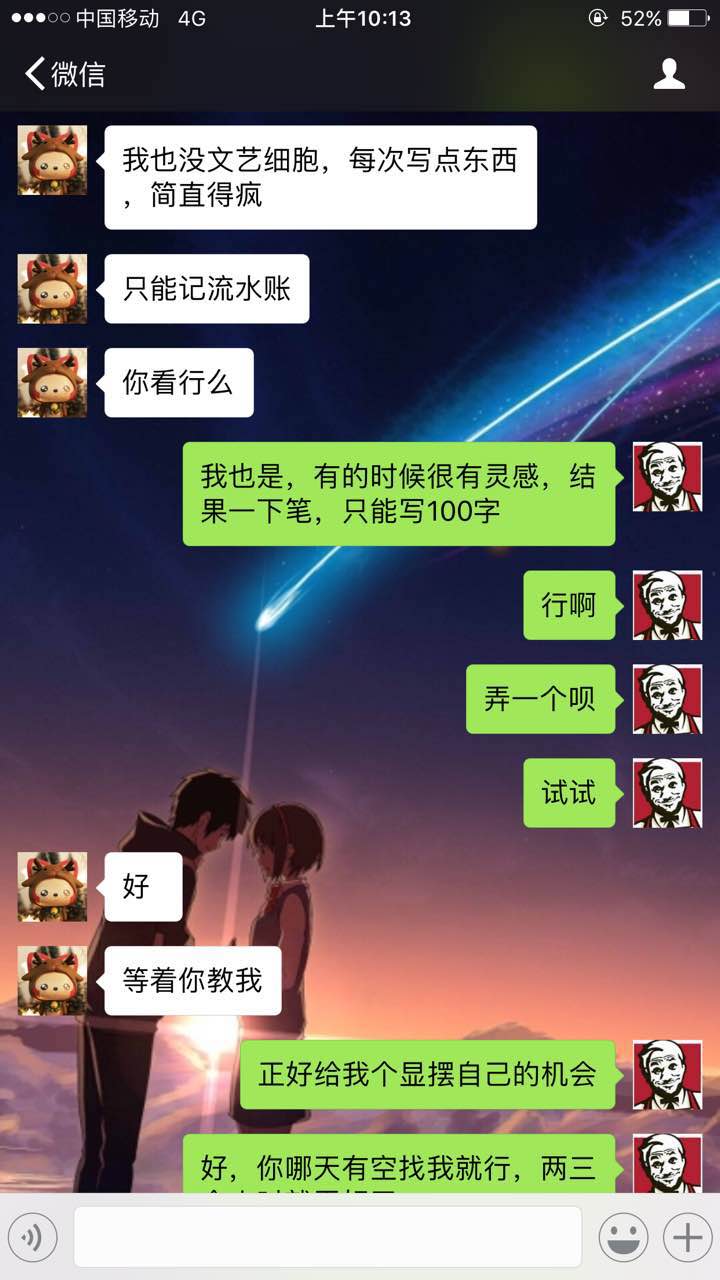 中国移动 4G 上午10:13 52%
微信
我也没文艺细胞，每次写点东西
，简直得疯
只能记流水账
你看行么
我也是，有的时候很有灵感，结
果一下笔，只能写100字
行啊
弄一个呗
试试
好
等着你教我
正好给我个显摆自己的机会
好，你哪天有空找我就行，两三